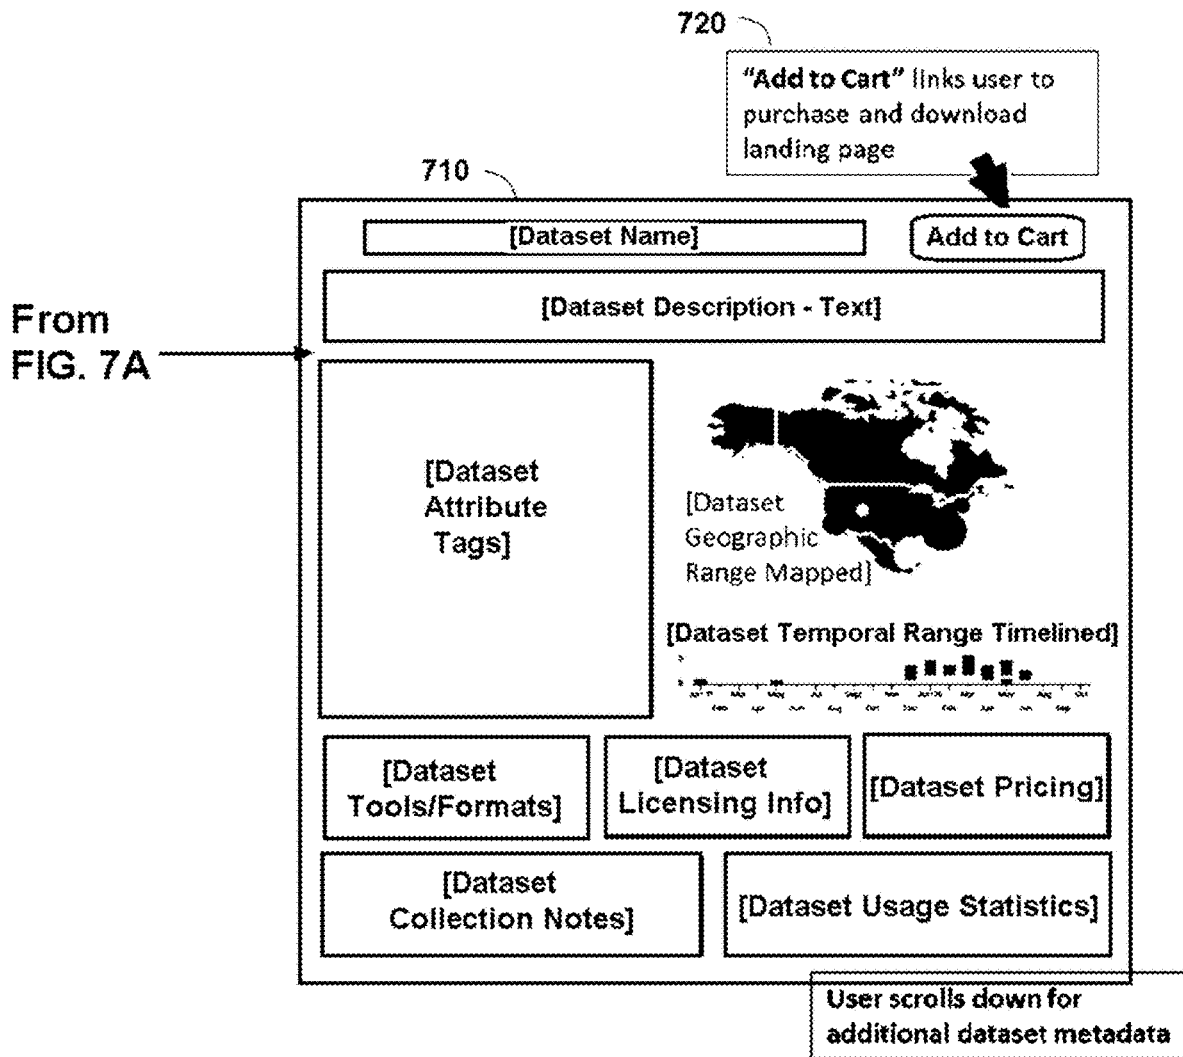 720
"Add to Cart" links user to
purchase and download
landing page
710
[Dataset Name]
Add to Cart
[Dataset Description - Text]
From
FIG. 7A
[Dataset
Attribute
Tags]
[Dataset
Geographic
Range Mapped]
[Dataset Temporal Range Timelined]
[Dataset
Tools/Formats]
[Dataset
Licensing Info]
[Dataset Pricing]
[Dataset
Collection Notes]
[Dataset Usage Statistics]
User scrolls down for
additional dataset metadata